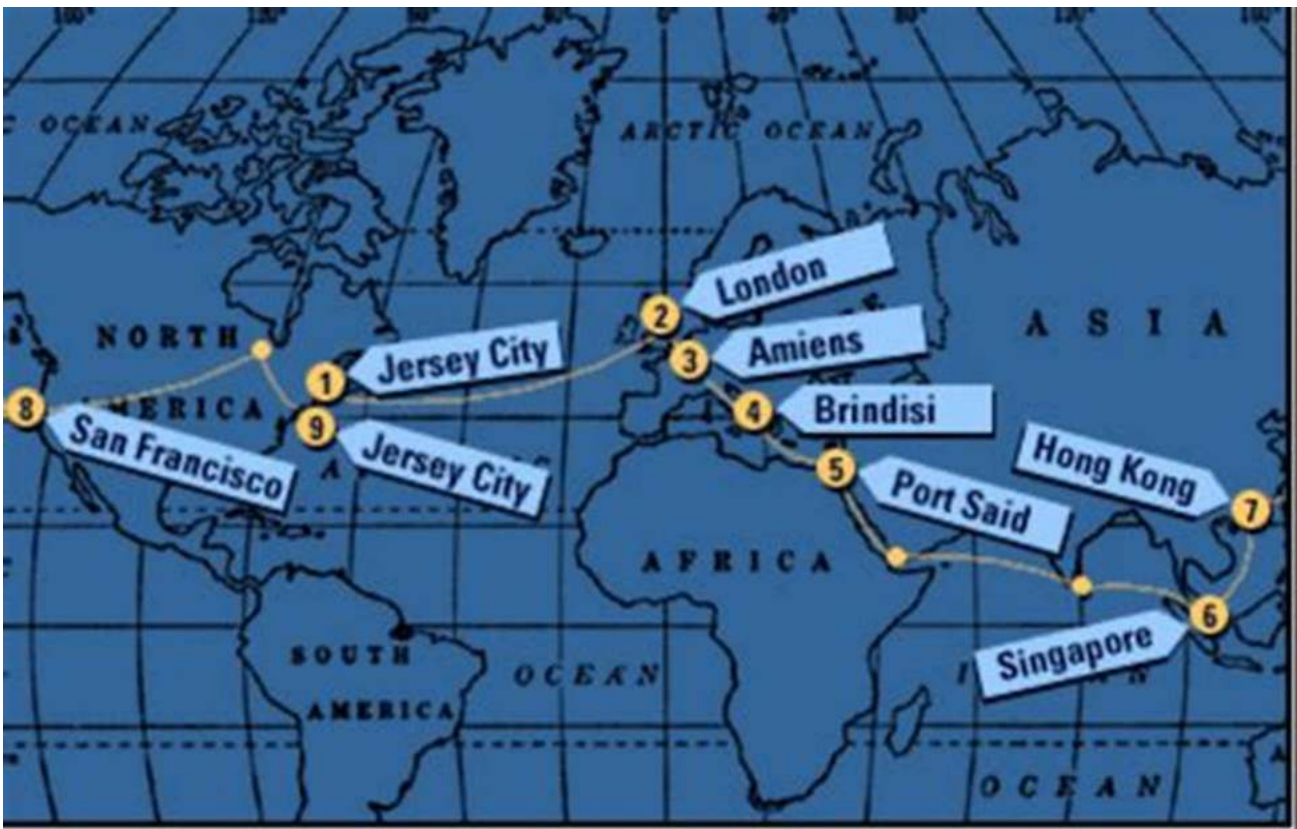 C OCEAN
ARCTIC OCEAN
2
London
ASIA
NORTH
1
Jersey City
3
Amiens
8
AMERICA
4
Brindisi
San Francisco
9
Jersey City
A
5
Port Said
Hong Kong
7
AFRICA
6
Singapore
SOUTH
AMERICA
OCEAN
OCEAN